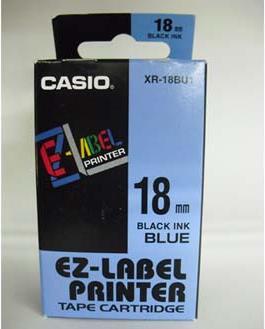 18 mm
BLACK INK
CASIO
XR-18BU1
EZ-LABEL
PRINTER
18 mm
BLACK INK
BLUE
EZ-LABEL
PRINTER
TAPE CARTRIDGE